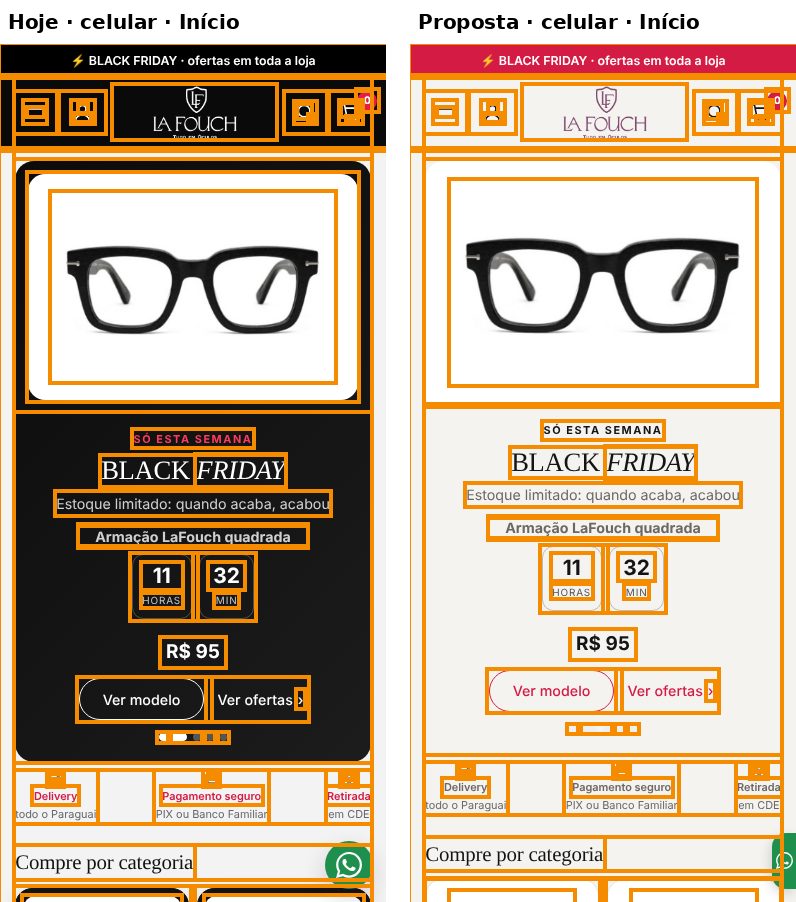 Hoje · celular · Início
⚡ BLACK FRIDAY · ofertas em toda a loja
0
LF
LA FOUCH
SÓ ESTA SEMANA
BLACK FRIDAY
Estoque limitado: quando acaba, acabou
Armação LaFouch quadrada
11 32
HORAS MIN
R$ 95
Ver modelo Ver ofertas ›
Delivery Pagamento seguro Retirada
todo o Paraguai PIX ou Banco Familiar em CDE
Compre por categoria
Proposta · celular · Início
⚡ BLACK FRIDAY · ofertas em toda a loja
0
LF
LA FOUCH
SÓ ESTA SEMANA
BLACK FRIDAY
Estoque limitado: quando acaba, acabou
Armação LaFouch quadrada
11 32
HORAS MIN
R$ 95
Ver modelo Ver ofertas ›
Delivery Pagamento seguro Retirada
todo o Paraguai PIX ou Banco Familiar em CDE
Compre por categoria